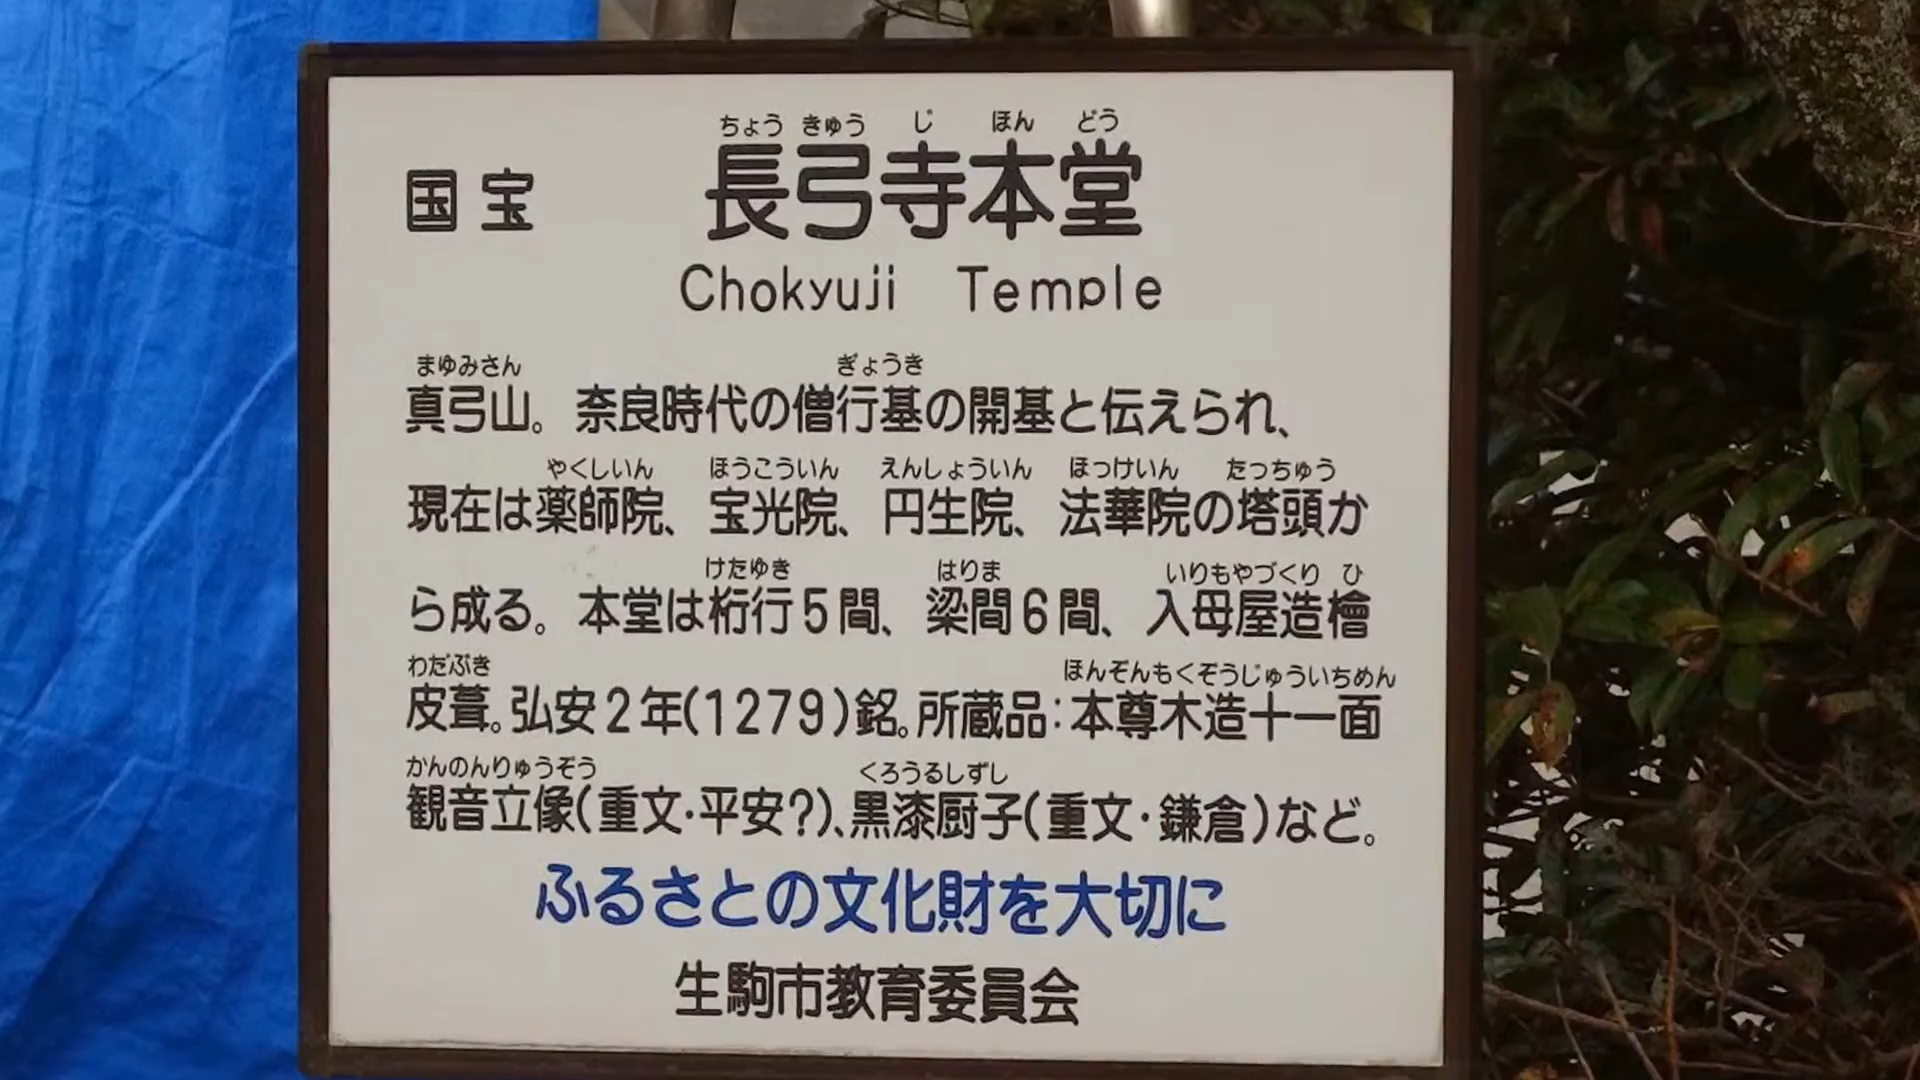 ちょう きゅう じ ほん どう
国宝 長弓寺本堂
Chokyuji Temple
まゆみさん ぎょうき
真弓山。奈良時代の僧行基の開基と伝えられ、
やくしいん ほうこういん えんしょういん ほっけいん たっちゅう
現在は薬師院、宝光院、円生院、法華院の塔頭か
けたゆき はりま いりもやづくり ひ
ら成る。本堂は桁行5間、梁間6間、入母屋造檜
わだぶき ほんぞんもくぞうじゅういちめん
皮葺。弘安2年(1279)銘。所蔵品:本尊木造十一面
かんのんりゅうぞう くろうるしずし
観音立像(重文・平安?)、黒漆厨子(重文・鎌倉)など。
ふるさとの文化財を大切に
生駒市教育委員会